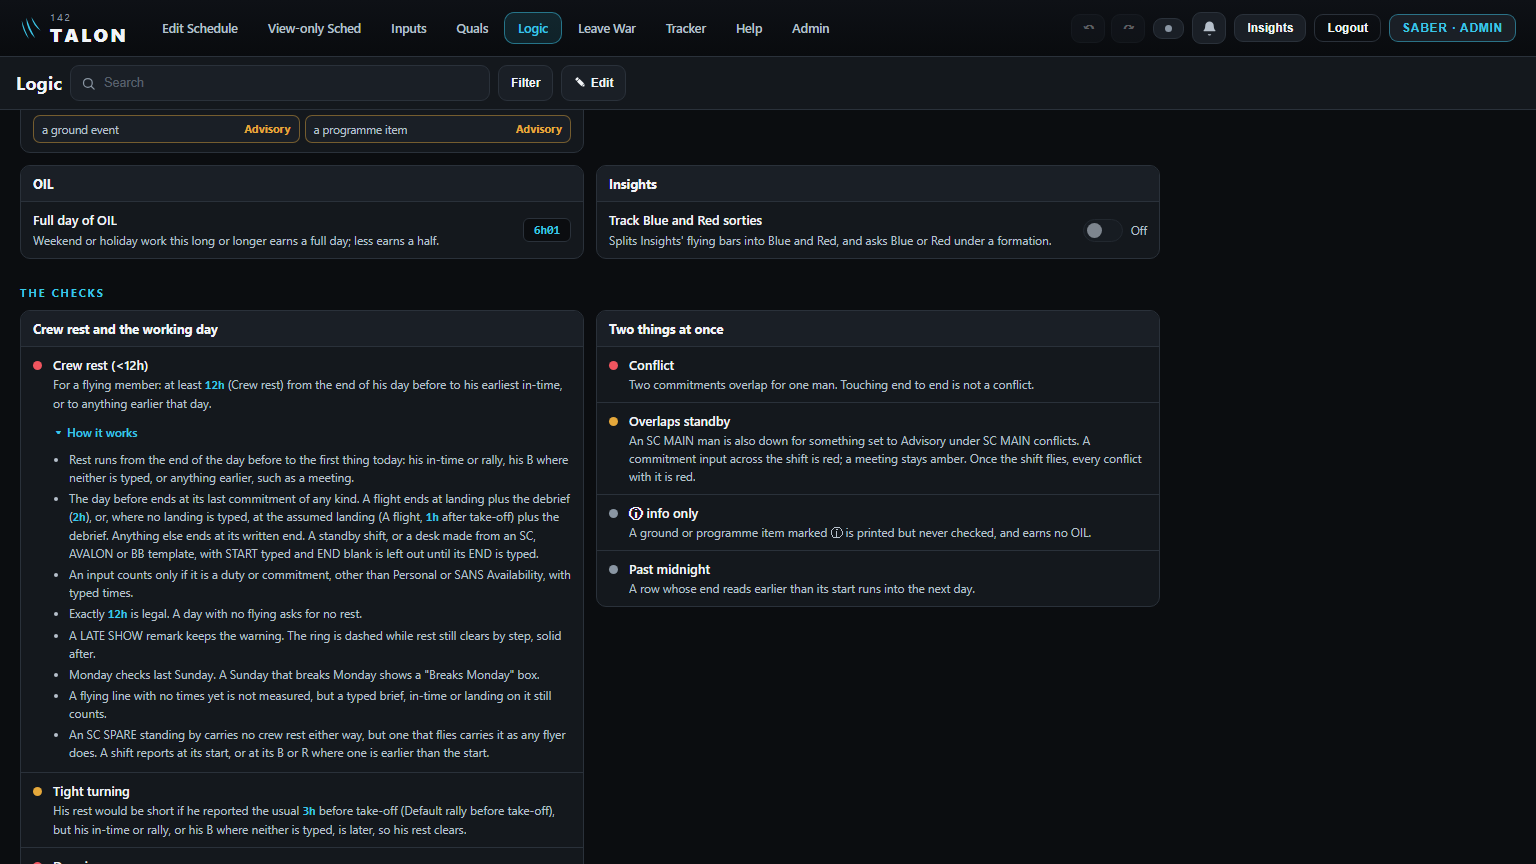 142
TALON
Edit Schedule
View-only Sched
Inputs
Quals
Logic
Leave War
Tracker
Help
Admin
Insights
Logout
SABER · ADMIN
Logic
Search
Filter
✎ Edit
a ground event
Advisory
a programme item
Advisory
OIL
Full day of OIL
Weekend or holiday work this long or longer earns a full day; less earns a half.
6h01
Insights
Track Blue and Red sorties
Splits Insights' flying bars into Blue and Red, and asks Blue or Red under a formation.
Off
THE CHECKS
Crew rest and the working day
Crew rest (<12h)
For a flying member: at least 12h (Crew rest) from the end of his day before to his earliest in-time,
or to anything earlier that day.
How it works
• Rest runs from the end of the day before to the first thing today: his in-time or rally, his B where
neither is typed, or anything earlier, such as a meeting.
• The day before ends at its last commitment of any kind. A flight ends at landing plus the debrief
(2h), or, where no landing is typed, at the assumed landing (A flight, 1h after take-off) plus the
debrief. Anything else ends at its written end. A standby shift, or a desk made from an SC,
AVALON or BB template, with START typed and END blank is left out until its END is typed.
• An input counts only if it is a duty or commitment, other than Personal or SANS Availability, with
typed times.
• Exactly 12h is legal. A day with no flying asks for no rest.
• A LATE SHOW remark keeps the warning. The ring is dashed while rest still clears by step, solid
after.
• Monday checks last Sunday. A Sunday that breaks Monday shows a "Breaks Monday" box.
• A flying line with no times yet is not measured, but a typed brief, in-time or landing on it still
counts.
• An SC SPARE standing by carries no crew rest either way, but one that flies carries it as any flyer
does. A shift reports at its start, or at its B or R where one is earlier than the start.
Tight turning
His rest would be short if he reported the usual 3h before take-off (Default rally before take-off),
but his in-time or rally, or his B where neither is typed, is later, so his rest clears.
Two things at once
Conflict
Two commitments overlap for one man. Touching end to end is not a conflict.
Overlaps standby
An SC MAIN man is also down for something set to Advisory under SC MAIN conflicts. A
commitment input across the shift is red; a meeting stays amber. Once the shift flies, every conflict
with it is red.
ⓘ info only
A ground or programme item marked ⓘ is printed but never checked, and earns no OIL.
Past midnight
A row whose end reads earlier than its start runs into the next day.